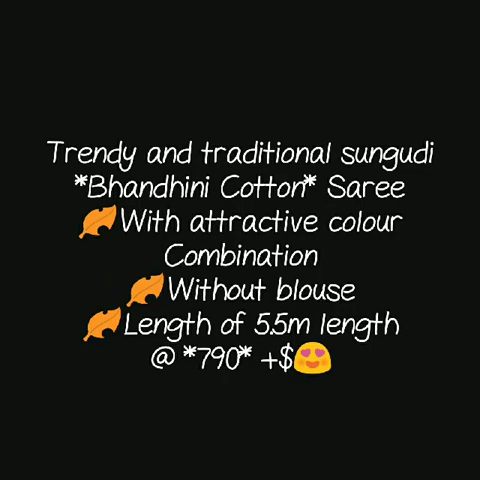 Trendy and traditional sungudi
*Bhandhini Cotton* Saree
🍂With attractive colour
Combination
🍂Without blouse
🍂Length of 5.5m length
@ *790* +$😍